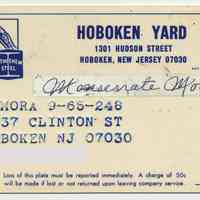 HOBOKEN YARD
1301 HUDSON STREET
HOBOKEN, NEW JERSEY 07030
STEEL
MORA 9-65-248
37 CLINTON ST
BOKEN NJ 07030
Loss of this plate must be reported immediately. A charge of 50c
will be made if lost or not returned upon leaving company service.